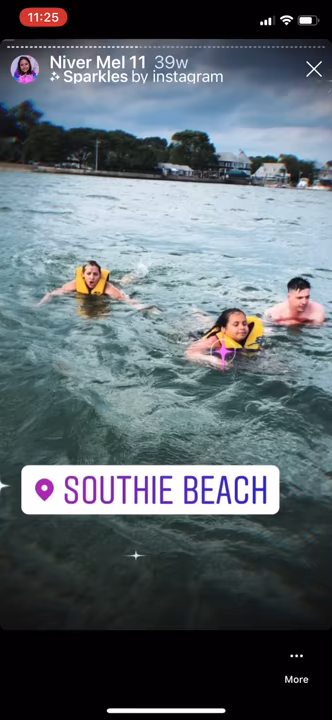 11:25
Niver Mel 11 39w
Sparkles by instagram
SOUTHIE BEACH
More